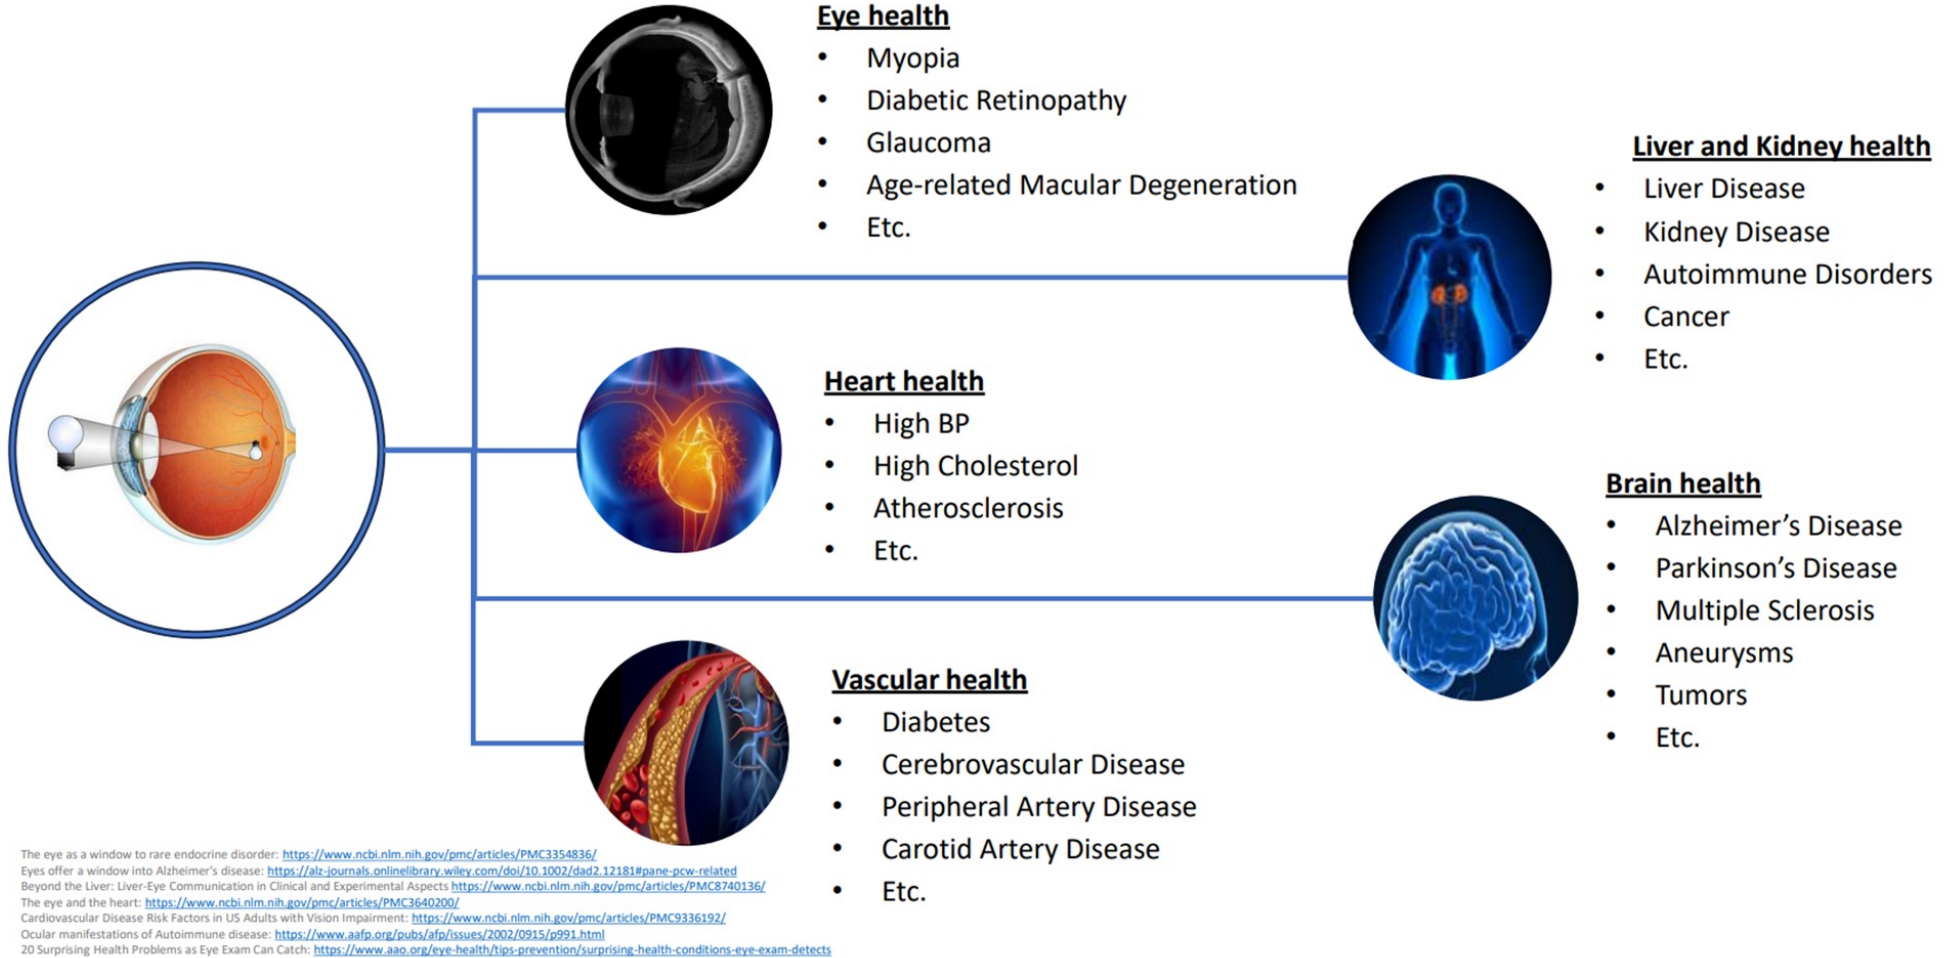 Eye health
• Myopia
• Diabetic Retinopathy
• Glaucoma
• Age-related Macular Degeneration
• Etc.
Liver and Kidney health
• Liver Disease
• Kidney Disease
• Autoimmune Disorders
• Cancer
• Etc.
Heart health
• High BP
• High Cholesterol
• Atherosclerosis
• Etc.
Brain health
• Alzheimer’s Disease
• Parkinson’s Disease
• Multiple Sclerosis
• Aneurysms
• Tumors
• Etc.
Vascular health
• Diabetes
• Cerebrovascular Disease
• Peripheral Artery Disease
• Carotid Artery Disease
• Etc.
The eye as a window to rare endocrine disorder: https://www.ncbi.nlm.nih.gov/pmc/articles/PMC3354836/
Eyes offer a window into Alzheimer's disease: https://alz-journals.onlinelibrary.wiley.com/doi/10.1002/dad2.12181#pane-pcw-related
Beyond the Liver: Liver-Eye Communication in Clinical and Experimental Aspects https://www.ncbi.nlm.nih.gov/pmc/articles/PMC8740136/
The eye and the heart: https://www.ncbi.nlm.nih.gov/pmc/articles/PMC3640200/
Cardiovascular Disease Risk Factors in US Adults with Vision Impairment: https://www.ncbi.nlm.nih.gov/pmc/articles/PMC9336192/
Ocular manifestations of Autoimmune disease: https://www.aafp.org/pubs/afp/issues/2002/0915/p991.html
20 Surprising Health Problems as Eye Exam Can Catch: https://www.aao.org/eye-health/tips-prevention/surprising-health-conditions-eye-exam-detects